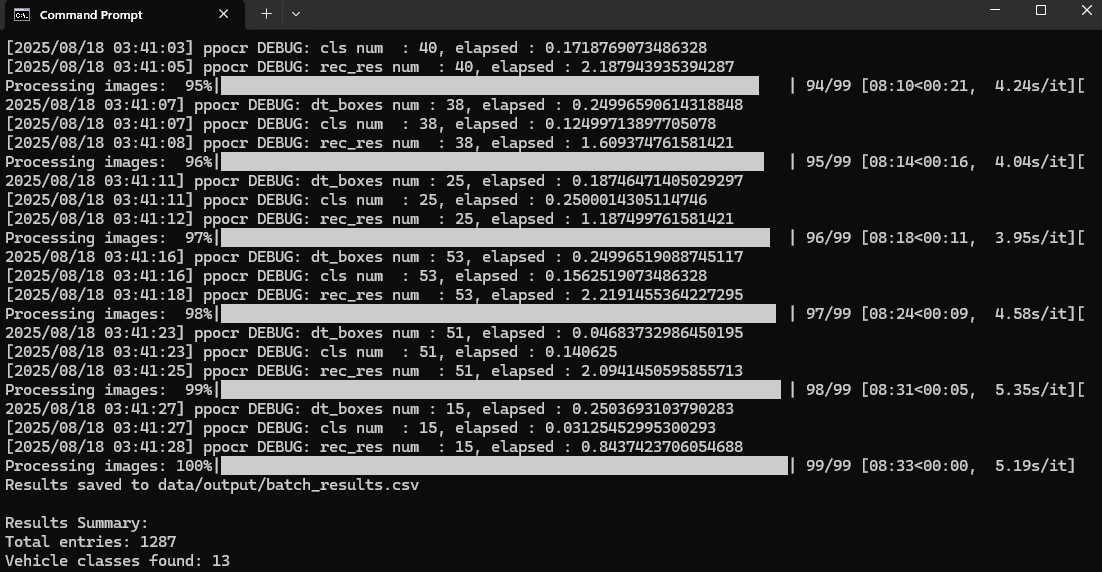 Command Prompt
[2025/08/18 03:41:03] ppocr DEBUG: cls num  : 40, elapsed : 0.1718769073486328
[2025/08/18 03:41:05] ppocr DEBUG: rec_res num  : 40, elapsed : 2.187943935394287
Processing images:  95%| | 94/99 [08:10<00:21,  4.24s/it][
2025/08/18 03:41:07] ppocr DEBUG: dt_boxes num : 38, elapsed : 0.24996590614318848
[2025/08/18 03:41:07] ppocr DEBUG: cls num  : 38, elapsed : 0.12499713897705078
[2025/08/18 03:41:08] ppocr DEBUG: rec_res num  : 38, elapsed : 1.609374761581421
Processing images:  96%| | 95/99 [08:14<00:16,  4.04s/it][
2025/08/18 03:41:11] ppocr DEBUG: dt_boxes num : 25, elapsed : 0.18746471405029297
[2025/08/18 03:41:11] ppocr DEBUG: cls num  : 25, elapsed : 0.2500014305114746
[2025/08/18 03:41:12] ppocr DEBUG: rec_res num  : 25, elapsed : 1.187499761581421
Processing images:  97%| | 96/99 [08:18<00:11,  3.95s/it][
2025/08/18 03:41:16] ppocr DEBUG: dt_boxes num : 53, elapsed : 0.24996519088745117
[2025/08/18 03:41:16] ppocr DEBUG: cls num  : 53, elapsed : 0.1562519073486328
[2025/08/18 03:41:18] ppocr DEBUG: rec_res num  : 53, elapsed : 2.2191455364227295
Processing images:  98%| | 97/99 [08:24<00:09,  4.58s/it][
2025/08/18 03:41:23] ppocr DEBUG: dt_boxes num : 51, elapsed : 0.04683732986450195
[2025/08/18 03:41:23] ppocr DEBUG: cls num  : 51, elapsed : 0.140625
[2025/08/18 03:41:25] ppocr DEBUG: rec_res num  : 51, elapsed : 2.0941450595855713
Processing images:  99%| | 98/99 [08:31<00:05,  5.35s/it][
2025/08/18 03:41:27] ppocr DEBUG: dt_boxes num : 15, elapsed : 0.2503693103790283
[2025/08/18 03:41:27] ppocr DEBUG: cls num  : 15, elapsed : 0.03125452995300293
[2025/08/18 03:41:28] ppocr DEBUG: rec_res num  : 15, elapsed : 0.8437423706054688
Processing images: 100%| | 99/99 [08:33<00:00,  5.19s/it]
Results saved to data/output/batch_results.csv
Results Summary:
Total entries: 1287
Vehicle classes found: 13